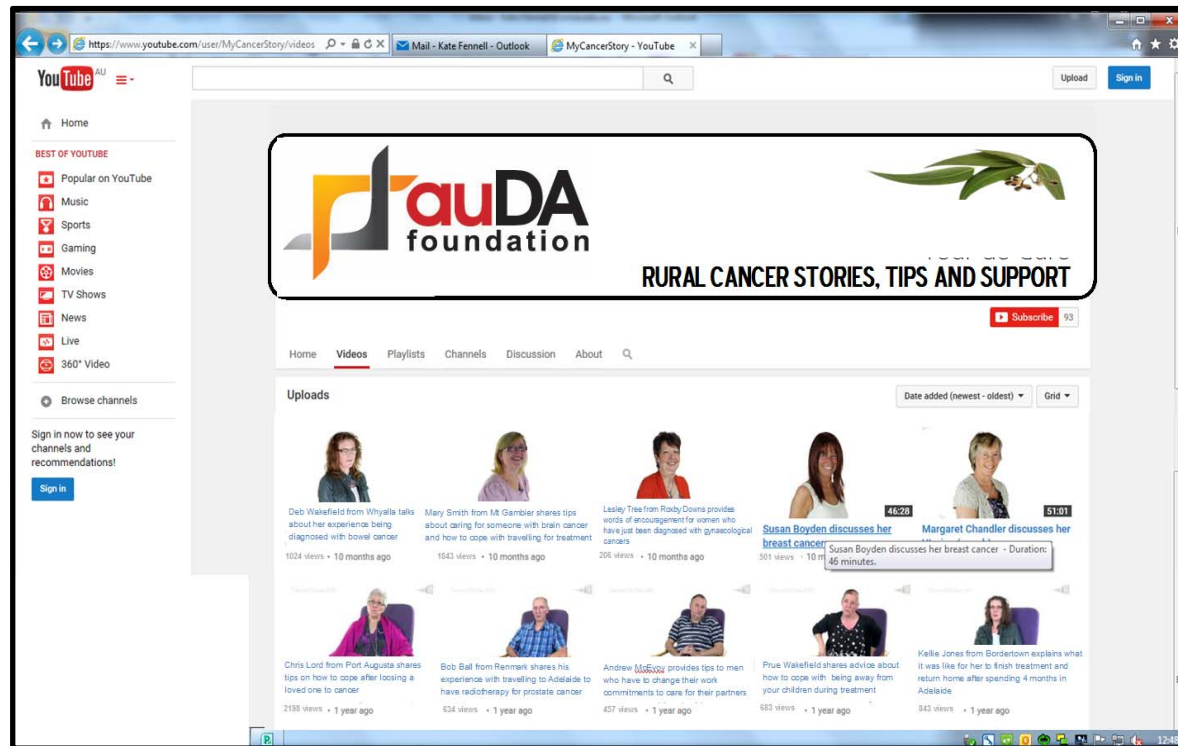 https://www.youtube.com/user/MyCancerStory/videos
Mail - Kate Fennell - Outlook
MyCancerStory - YouTube
YouTube AU
Upload
Sign in
Home
BEST OF YOUTUBE
Popular on YouTube
Music
Sports
Gaming
Movies
TV Shows
News
Live
360° Video
Browse channels
Sign in now to see your
channels and
recommendations!
Sign in
auDA
foundation
RURAL CANCER STORIES, TIPS AND SUPPORT
Subscribe 93
Home Videos Playlists Channels Discussion About
Uploads
Date added (newest - oldest)
Grid
Deb Wakefield from Whyalla talks
about her experience being
diagnosed with bowel cancer
1024 views • 10 months ago
Mary Smith from Mt Gambier shares tips
about caring for someone with brain cancer
and how to cope with travelling for treatment
1843 views • 10 months ago
Lesley Tree from Roxby Downs provides
words of encouragement for women who
have just been diagnosed with gynaecological
cancers
206 views • 10 months ago
46:28
Susan Boyden discusses her
breast cancer
501 views • 10 m
Susan Boyden discusses her breast cancer - Duration:
46 minutes.
51:01
Margaret Chandler discusses her
Chris Lord from Port Augusta shares
tips on how to cope after loosing a
loved one to cancer
2198 views • 1 year ago
Bob Ball from Renmark shares his
experience with travelling to Adelaide to
have radiotherapy for prostate cancer
634 views • 1 year ago
Andrew McEvoy provides tips to men
who have to change their work
commitments to care for their partners
457 views • 1 year ago
Prue Wakefield shares advice about
how to cope with being away from
your children during treatment
683 views • 1 year ago
Kellie Jones from Bordertown explains what
it was like for her to finish treatment and
return home after spending 4 months in
Adelaide
843 views • 1 year ago
12:48